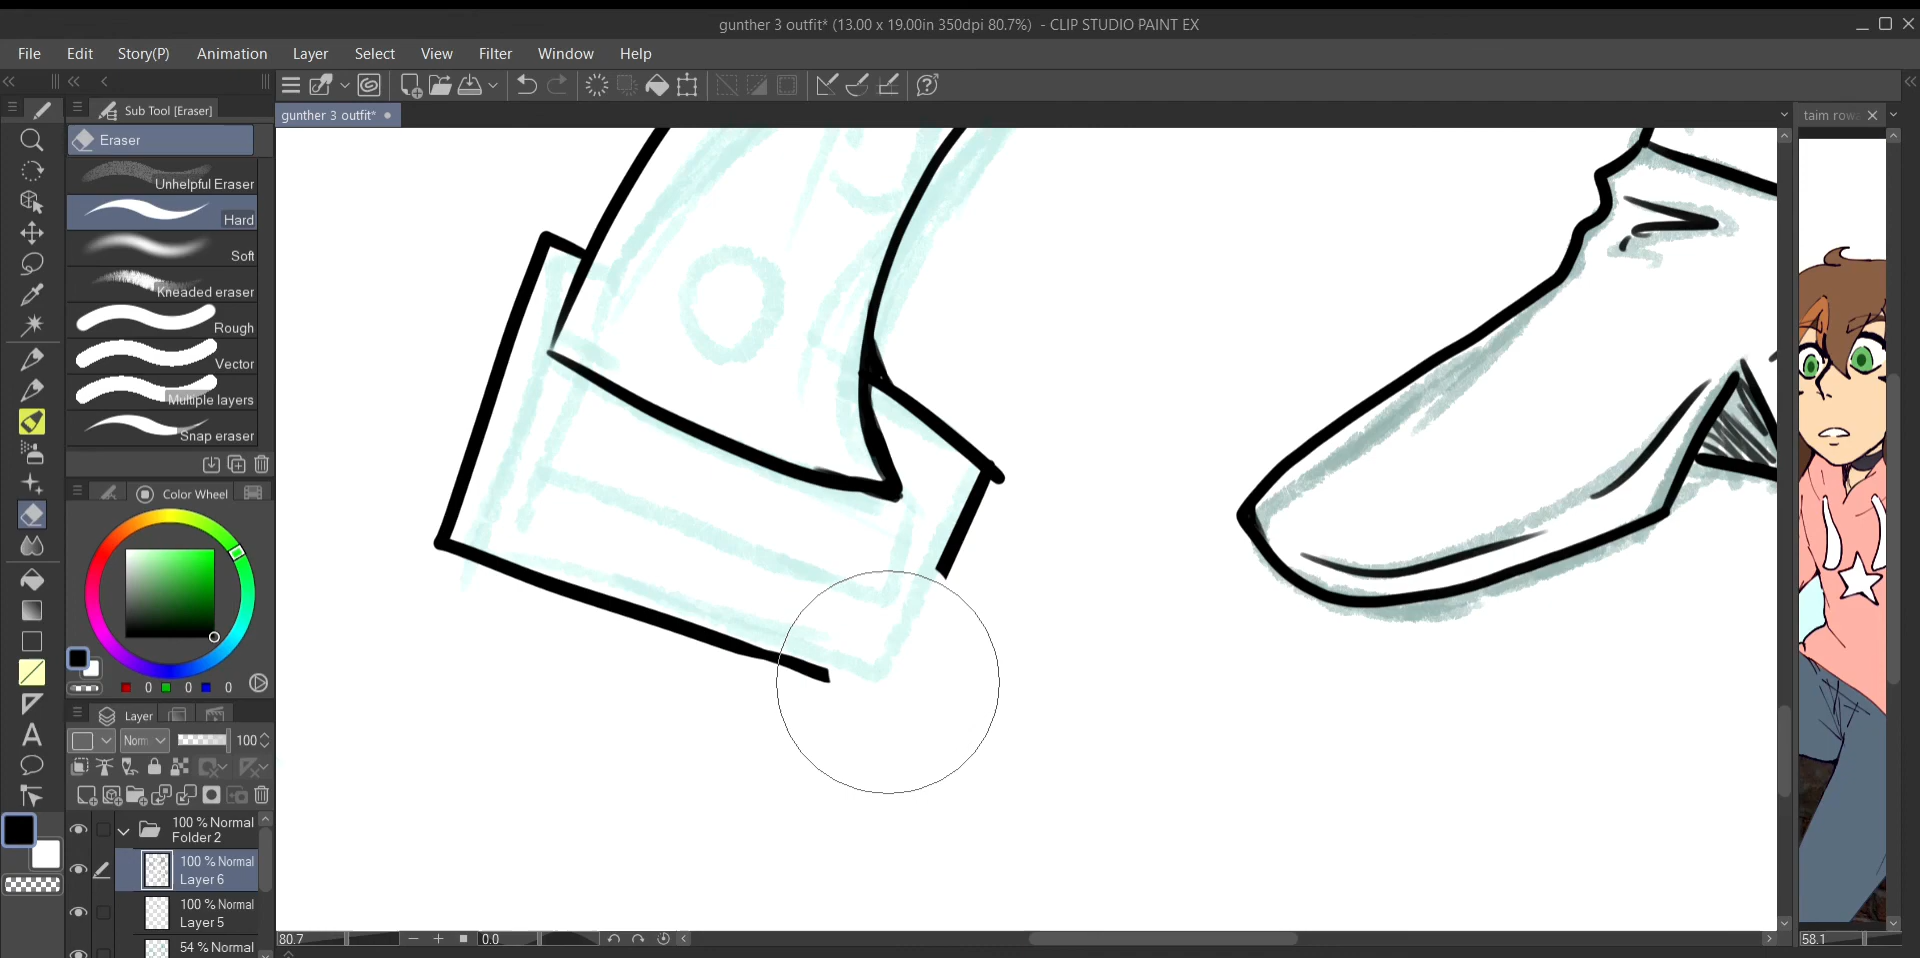 gunther 3 outfit* (13.00 x 19.00in 350dpi 80.7%) - CLIP STUDIO PAINT EX
File Edit Story(P) Animation Layer Select View Filter Window Help
Sub Tool [Eraser]
gunther 3 outfit*
taim row
Eraser
Unhelpful Eraser
Hard
Soft
Kneaded eraser
Rough
Vector
Multiple layers
Snap eraser
Color Wheel
0 0 0
Layer
Norm 100
100 % Normal
Folder 2
100 % Normal
Layer 6
100 % Normal
Layer 5
54 % Normal
80.7 0.0
58.1